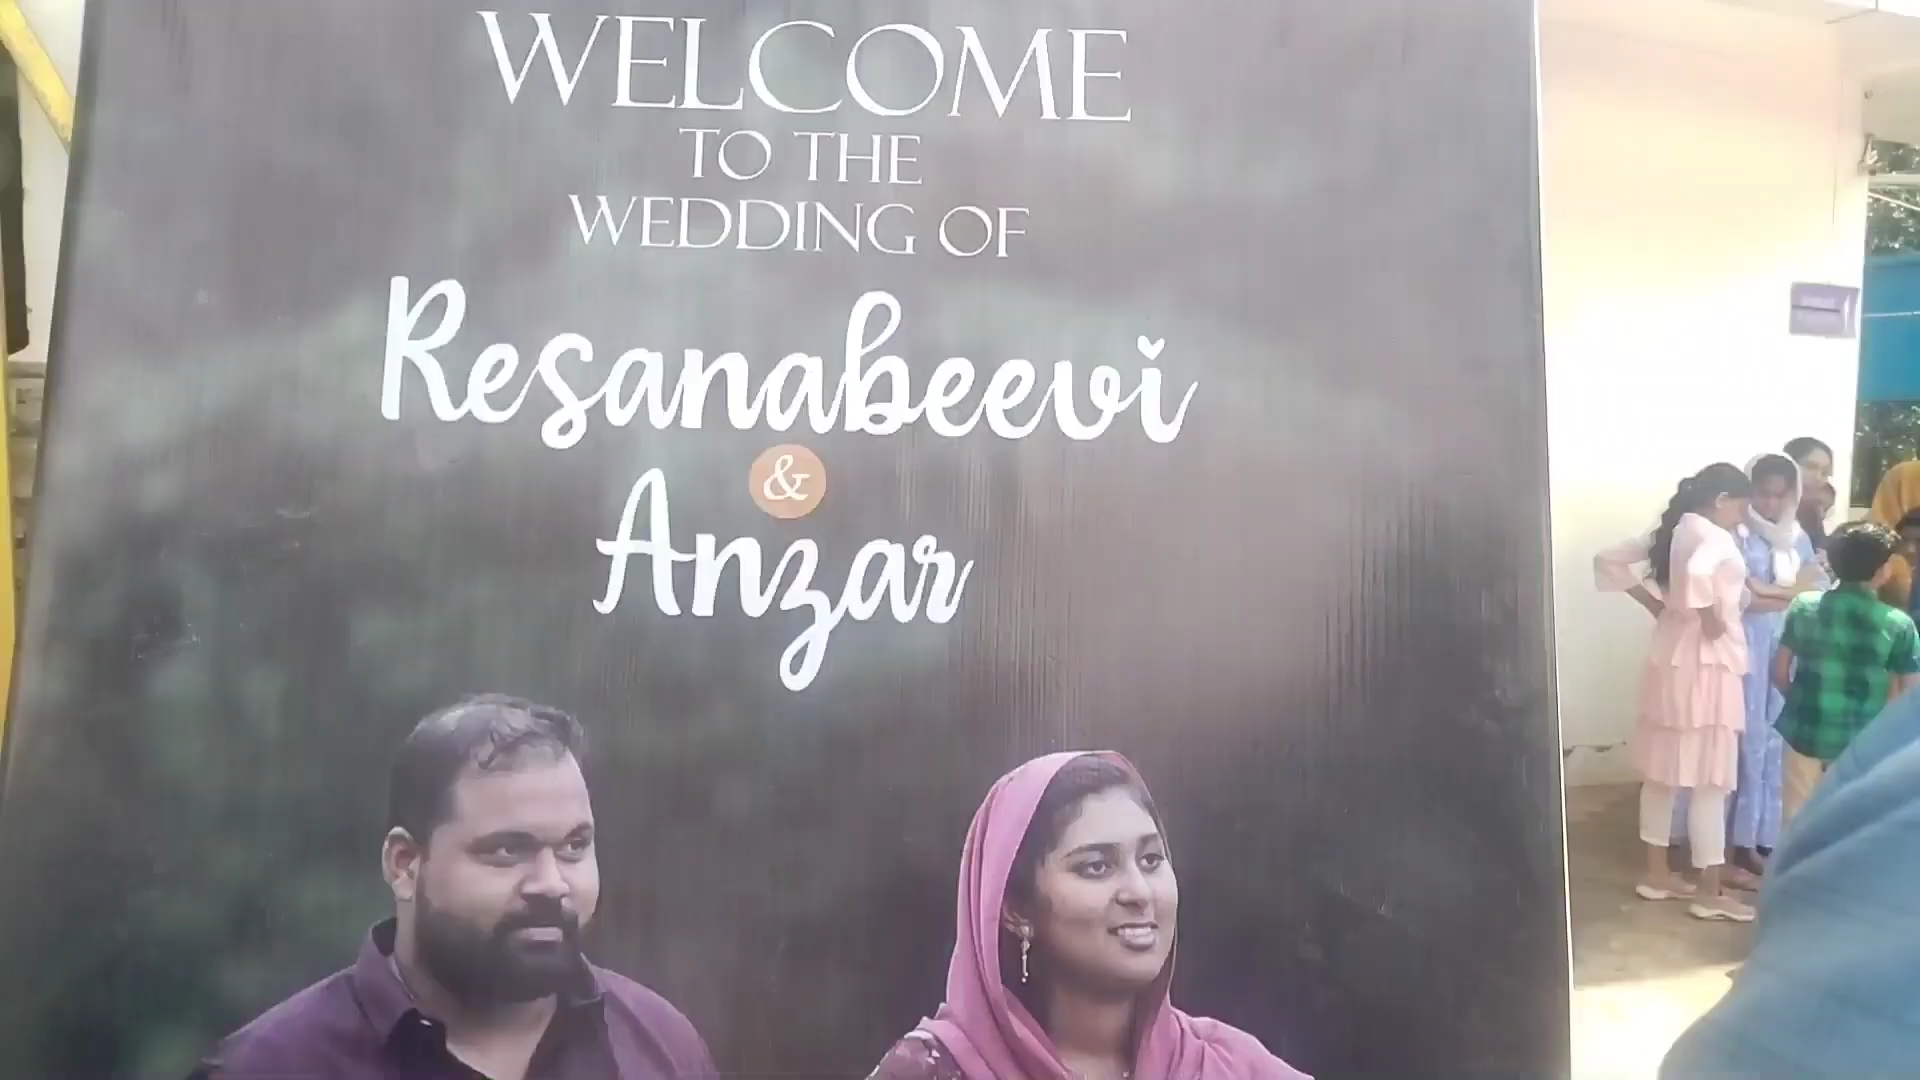 WELCOME
TO THE
WEDDING OF
Resanabeevi
&
Anzar